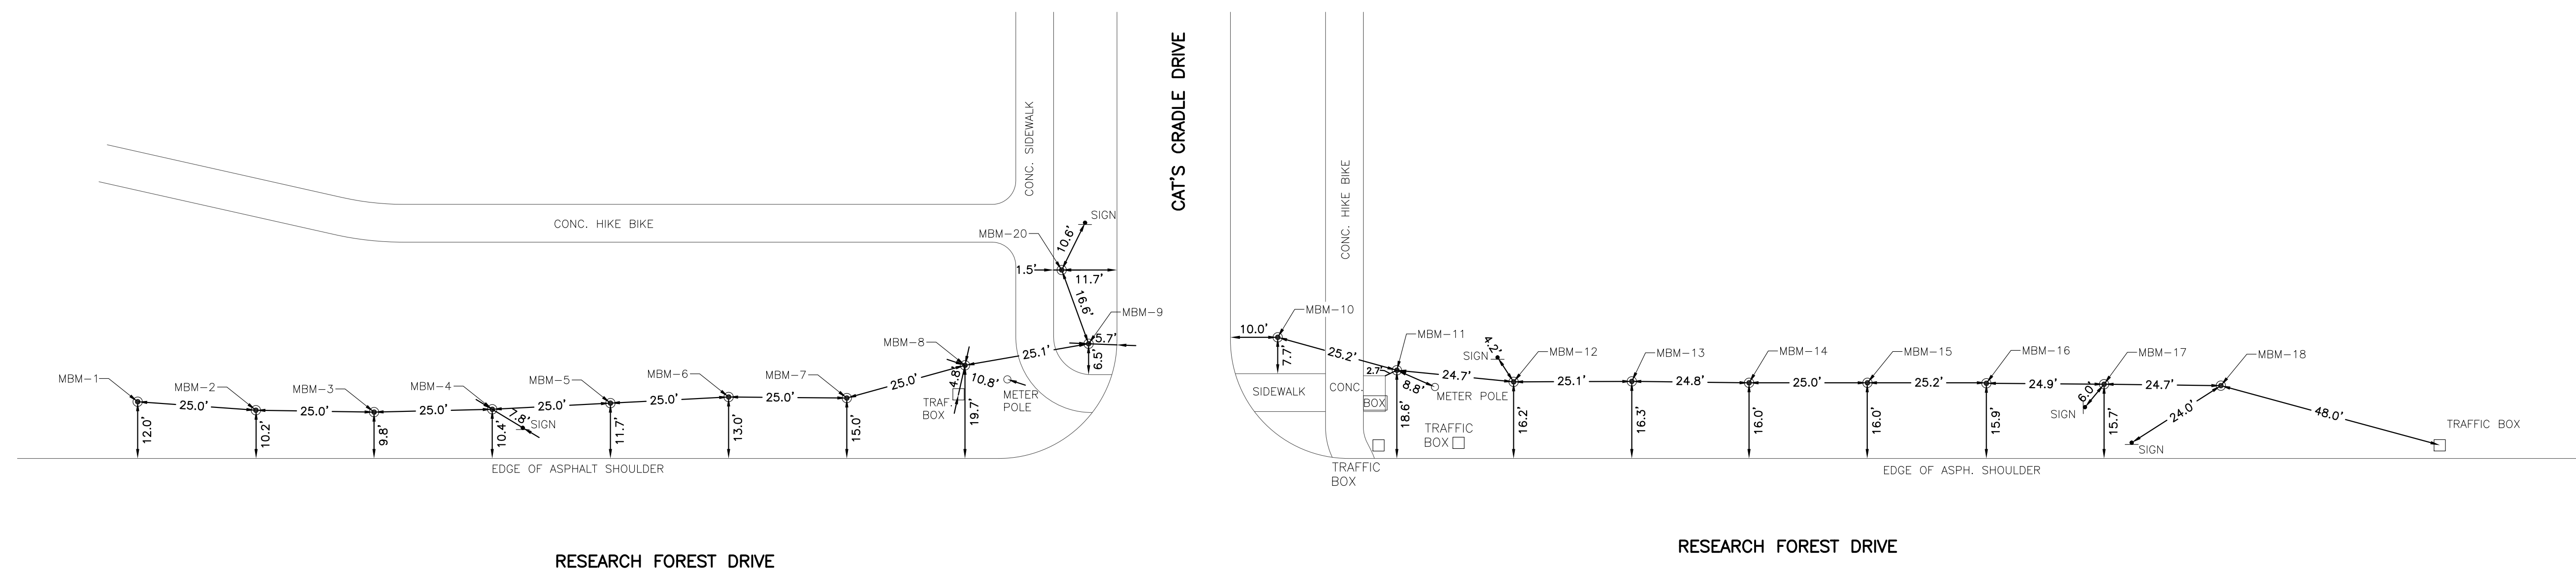 CAT'S CRADLE DRIVE
CONC. SIDEWALK
CONC. HIKE BIKE
CONC. HIKE BIKE
SIGN
MBM-20
10.6'
1.5'
11.7'
16.6'
MBM-9
5.7'
6.5'
MBM-8
25.1'
4.8'
10.8'
METER
POLE
TRAF.
BOX
19.7'
MBM-1
25.0'
12.0'
MBM-2
25.0'
10.2'
MBM-3
25.0'
9.8'
MBM-4
25.0'
7.8'
SIGN
10.4'
MBM-5
25.0'
11.7'
MBM-6
25.0'
13.0'
MBM-7
25.0'
15.0'
EDGE OF ASPHALT SHOULDER
RESEARCH FOREST DRIVE
MBM-10
10.0'
7.7'
25.2'
SIDEWALK
CONC.
2.7'
BOX
MBM-11
8.8'
METER POLE
18.6'
24.7'
4.2'
SIGN
TRAFFIC
BOX
TRAFFIC
BOX
MBM-12
25.1'
16.2'
MBM-13
24.8'
16.3'
MBM-14
25.0'
16.0'
MBM-15
25.2'
16.0'
MBM-16
24.9'
15.9'
MBM-17
24.7'
6.0'
SIGN
15.7'
MBM-18
24.0'
SIGN
48.0'
TRAFFIC BOX
EDGE OF ASPH. SHOULDER
RESEARCH FOREST DRIVE